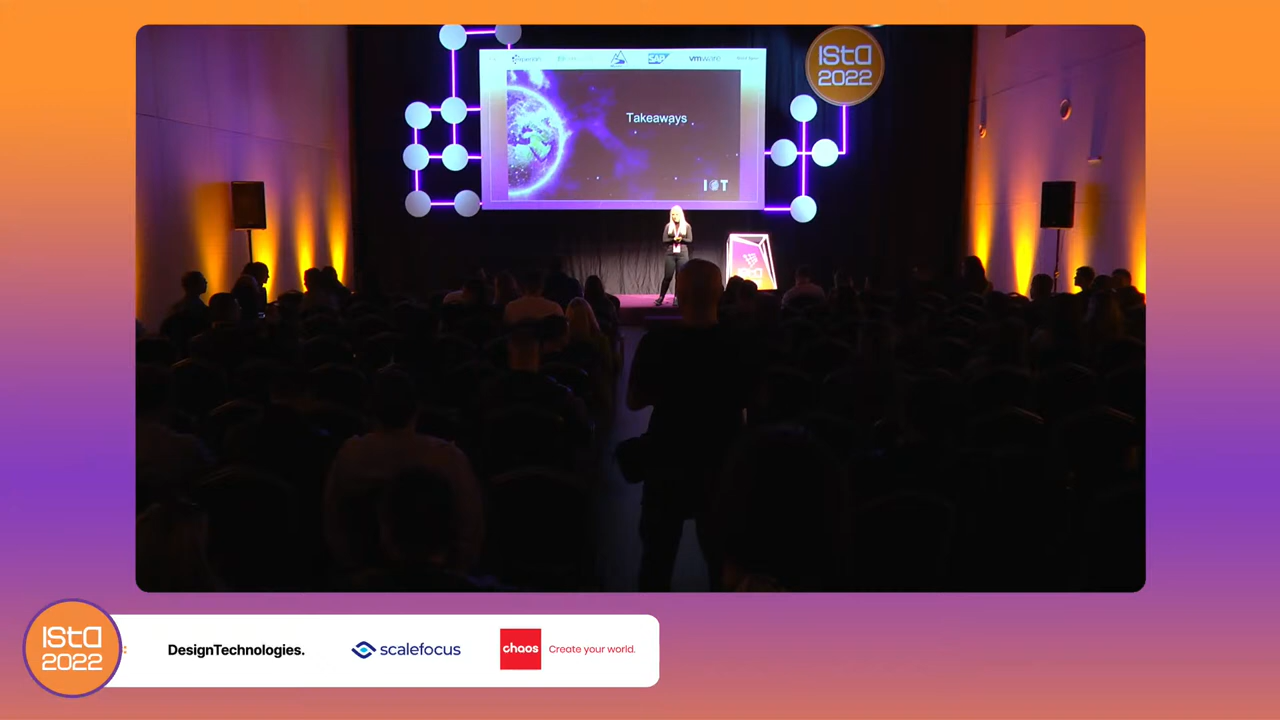 ISTA
2022
SAP
vmware
Takeaways
IOT
ISTA
2022
DesignTechnologies.
scalefocus
chaos
Create your world.